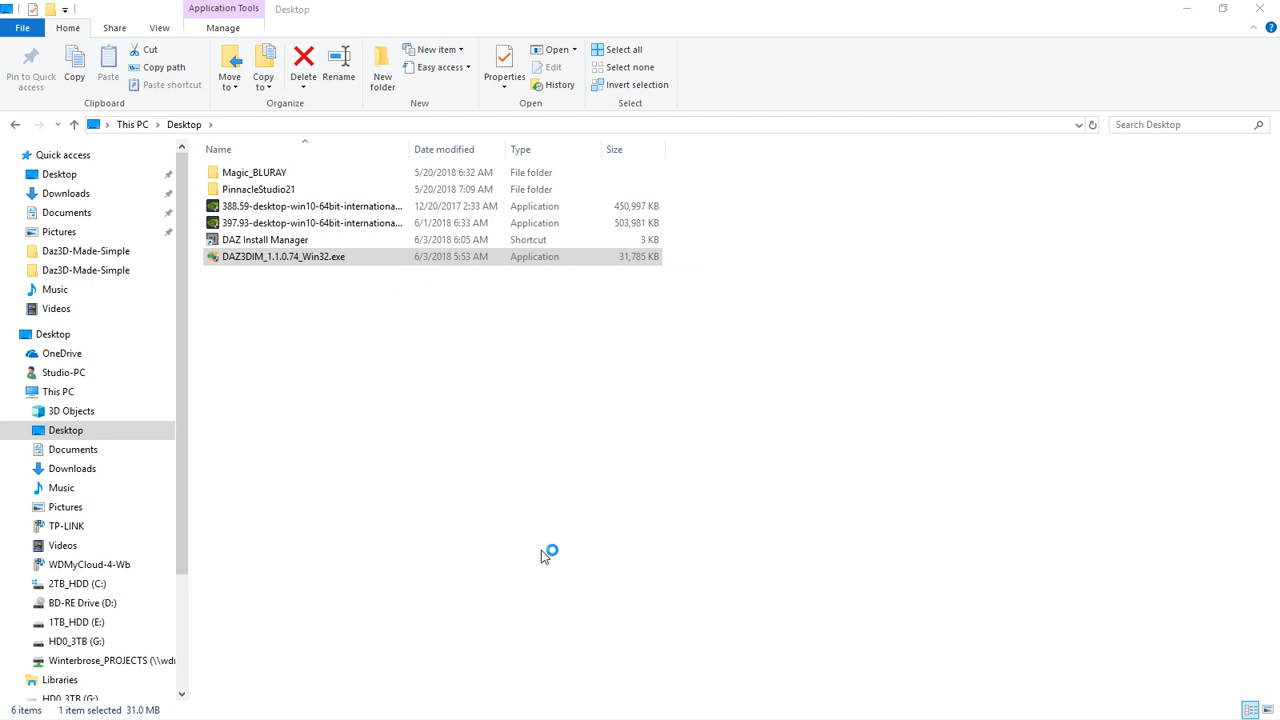 Application Tools Desktop
File Home Share View Manage
Pin to Quick access
Copy
Paste
Cut
Copy path
Paste shortcut
Clipboard
Move to
Copy to
Delete
Rename
Organize
New folder
New item
Easy access
New
Properties
Open
Edit
History
Open
Select all
Select none
Invert selection
Select
This PC Desktop
Search Desktop
Quick access
Desktop
Downloads
Documents
Pictures
Daz3D-Made-Simple
Daz3D-Made-Simple
Music
Videos
Desktop
OneDrive
Studio-PC
This PC
3D Objects
Desktop
Documents
Downloads
Music
Pictures
TP-LINK
Videos
WDMyCloud-4-Wb
2TB_HDD (C:)
BD-RE Drive (D:)
1TB_HDD (E:)
HD0_3TB (G:)
Winterbrose_PROJECTS (\\wdu
Libraries
HD0_3TB (G:)
Name Date modified Type Size
Magic_BLURAY 5/20/2018 6:32 AM File folder
PinnacleStudio21 5/20/2018 7:09 AM File folder
388.59-desktop-win10-64bit-internationa... 12/20/2017 2:33 AM Application 450,997 KB
397.93-desktop-win10-64bit-internationa... 6/1/2018 6:33 AM Application 503,981 KB
DAZ Install Manager 6/3/2018 6:05 AM Shortcut 3 KB
DAZ3DIM_1.1.0.74_Win32.exe 6/3/2018 5:53 AM Application 31,785 KB
6 items 1 item selected 31.0 MB